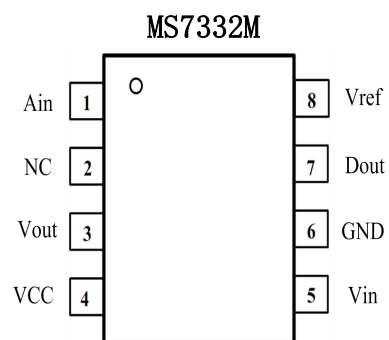 MS7332M
Ain 1 8 Vref
NC 2 7 Dout
Vout 3 6 GND
VCC 4 5 Vin